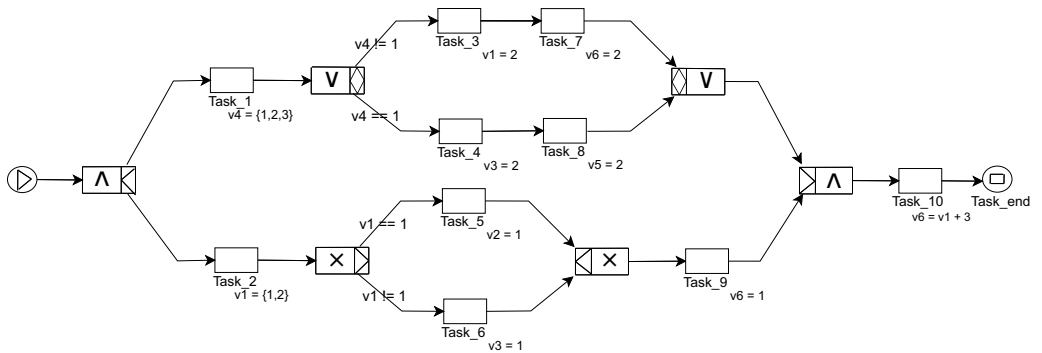 v4 != 1
Task_3
v1 = 2
Task_7
v6 = 2
V
V
Task_1
v4 = {1,2,3}
v4 == 1
Task_4
v3 = 2
Task_8
v5 = 2
Λ
Λ
Task_10
v6 = v1 + 3
Task_end
v1 == 1
Task_5
v2 = 1
Task_2
v1 = {1,2}
×
×
Task_9
v6 = 1
v1 != 1
Task_6
v3 = 1